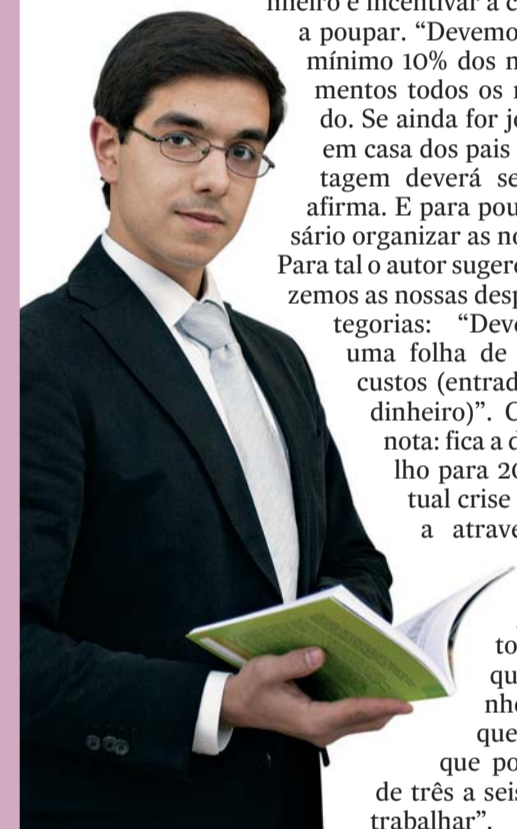 nheiro e incentivar a c
a poupar. “Devemo
mínimo 10% dos n
mentos todos os
do. Se ainda for jo
em casa dos pais
tagem deverá se
afirma. E para pou
sário organizar as no
Para tal o autor sugere
zemos as nossas desp
tegorias: “Deve
uma folha de
custos (entrad
dinheiro)”. C
nota: fica a d
lho para 20
tual crise
a atrave
to
qu
nh
que
que po
de três a seis
trabalhar”.